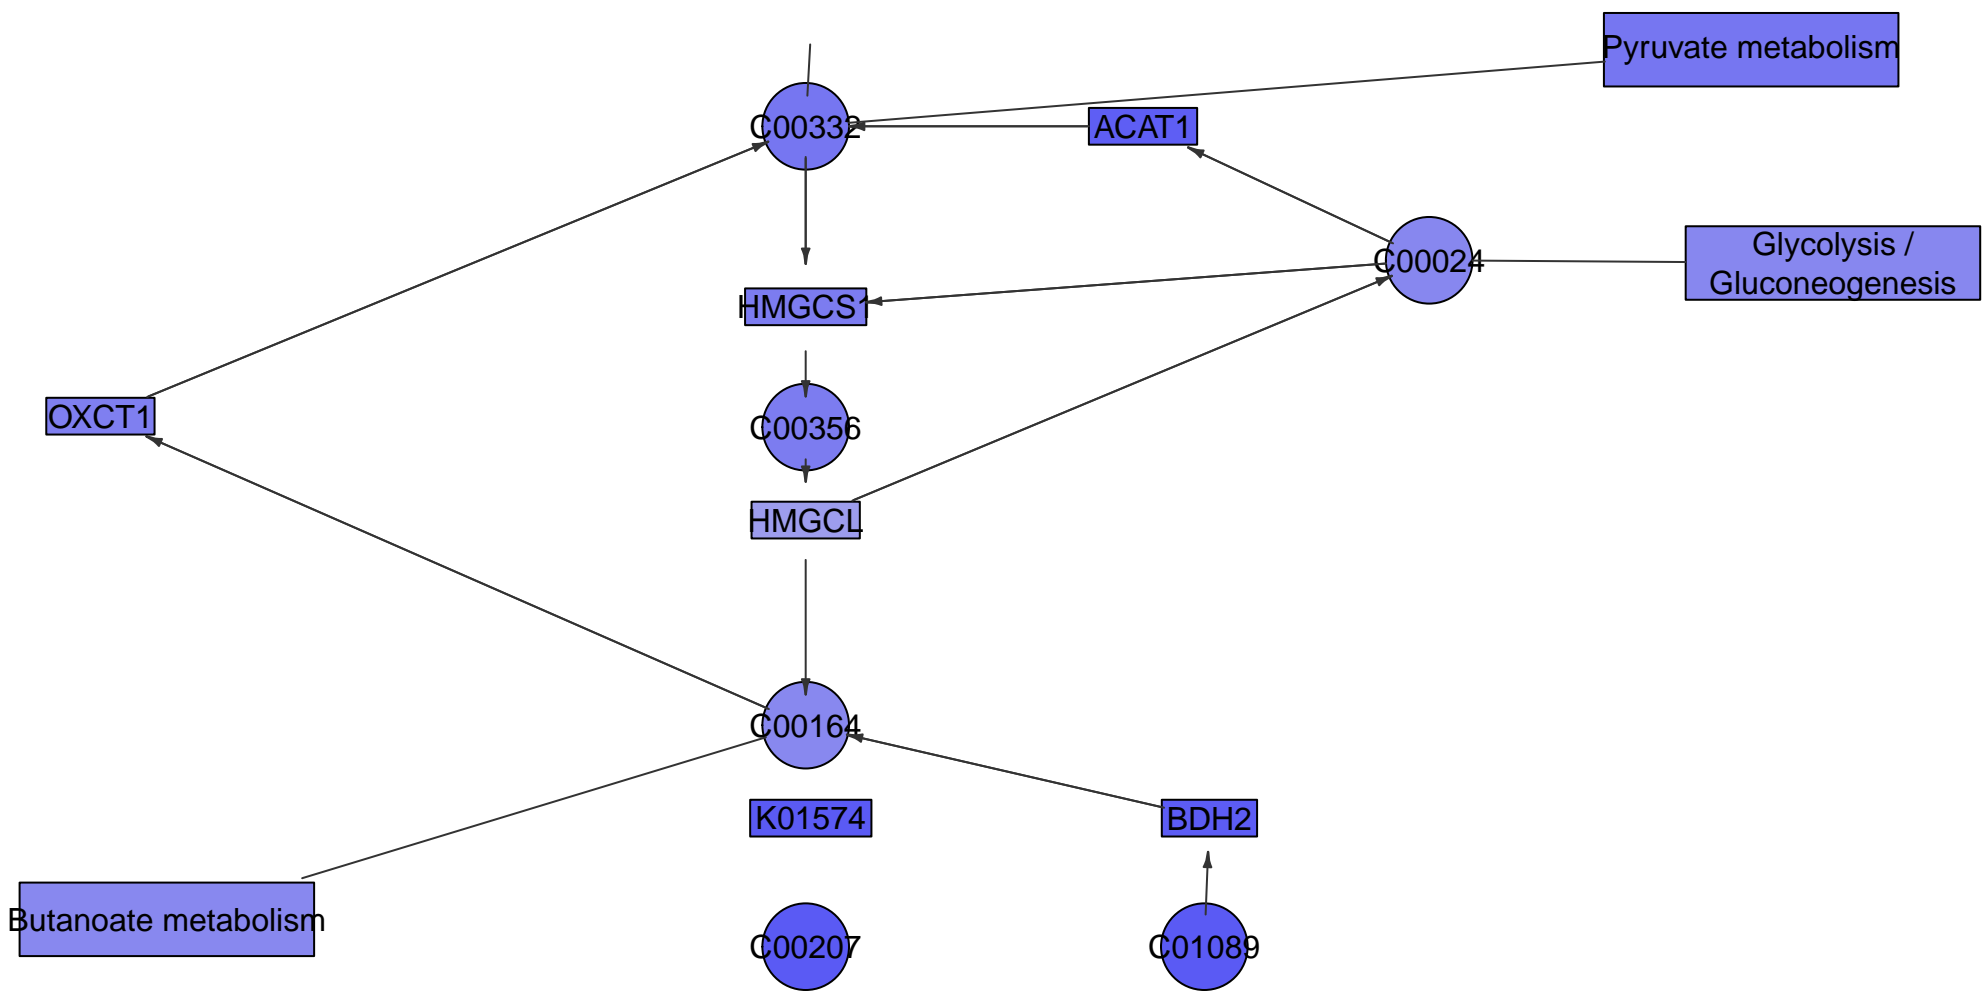 Pyruvate metabolism
C00332
ACAT1
Glycolysis /
Gluconeogenesis
C00024
HMGCS1
OXCT1
C00356
HMGCL
C00164
K01574
BDH2
Butanoate metabolism
C00207
C01089